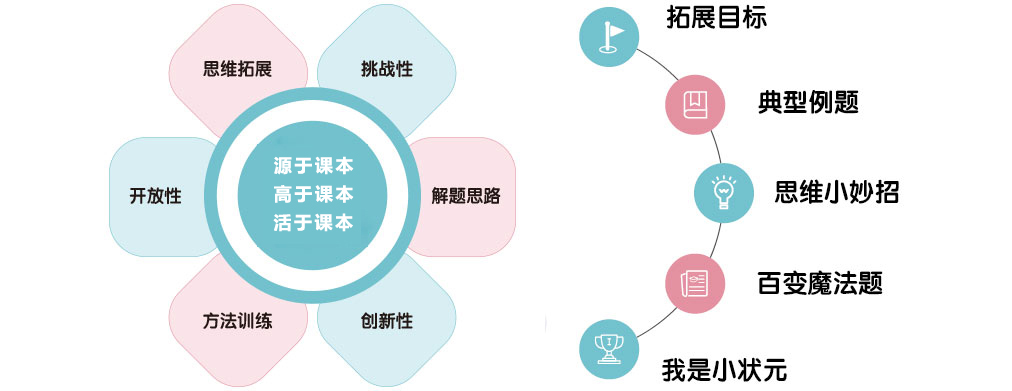 思维拓展
挑战性
开放性
源于课本
高于课本
活于课本
解题思路
方法训练
创新性
拓展目标
典型例题
思维小妙招
百变魔法题
我是小状元